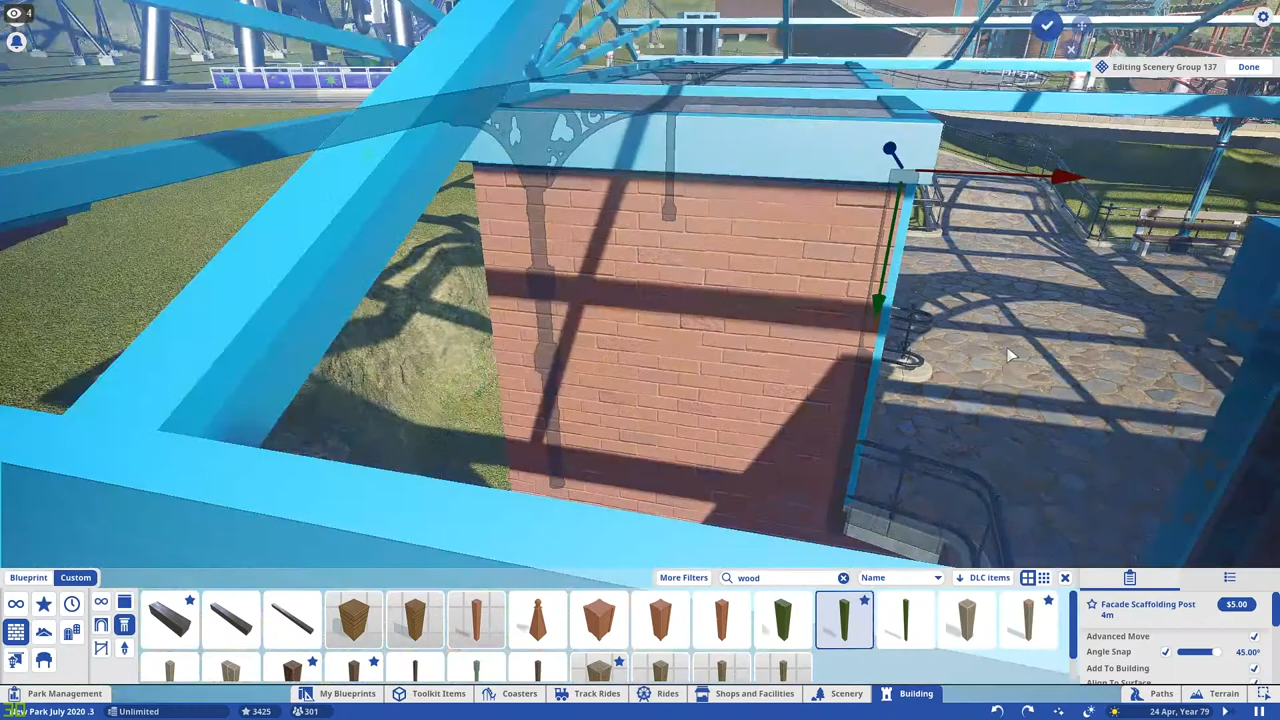 4
Editing Scenery Group 137
Done
Blueprint
Custom
More Filters
wood
Name
DLC items
Facade Scaffolding Post 4m
$5.00
Advanced Move
Angle Snap
45.00°
Add To Building
Park Management
My Blueprints
Toolkit Items
Coasters
Track Rides
Rides
Shops and Facilities
Scenery
Building
Paths
Terrain
Park July 2020 .3
Unlimited
3425
301
24 Apr, Year 79